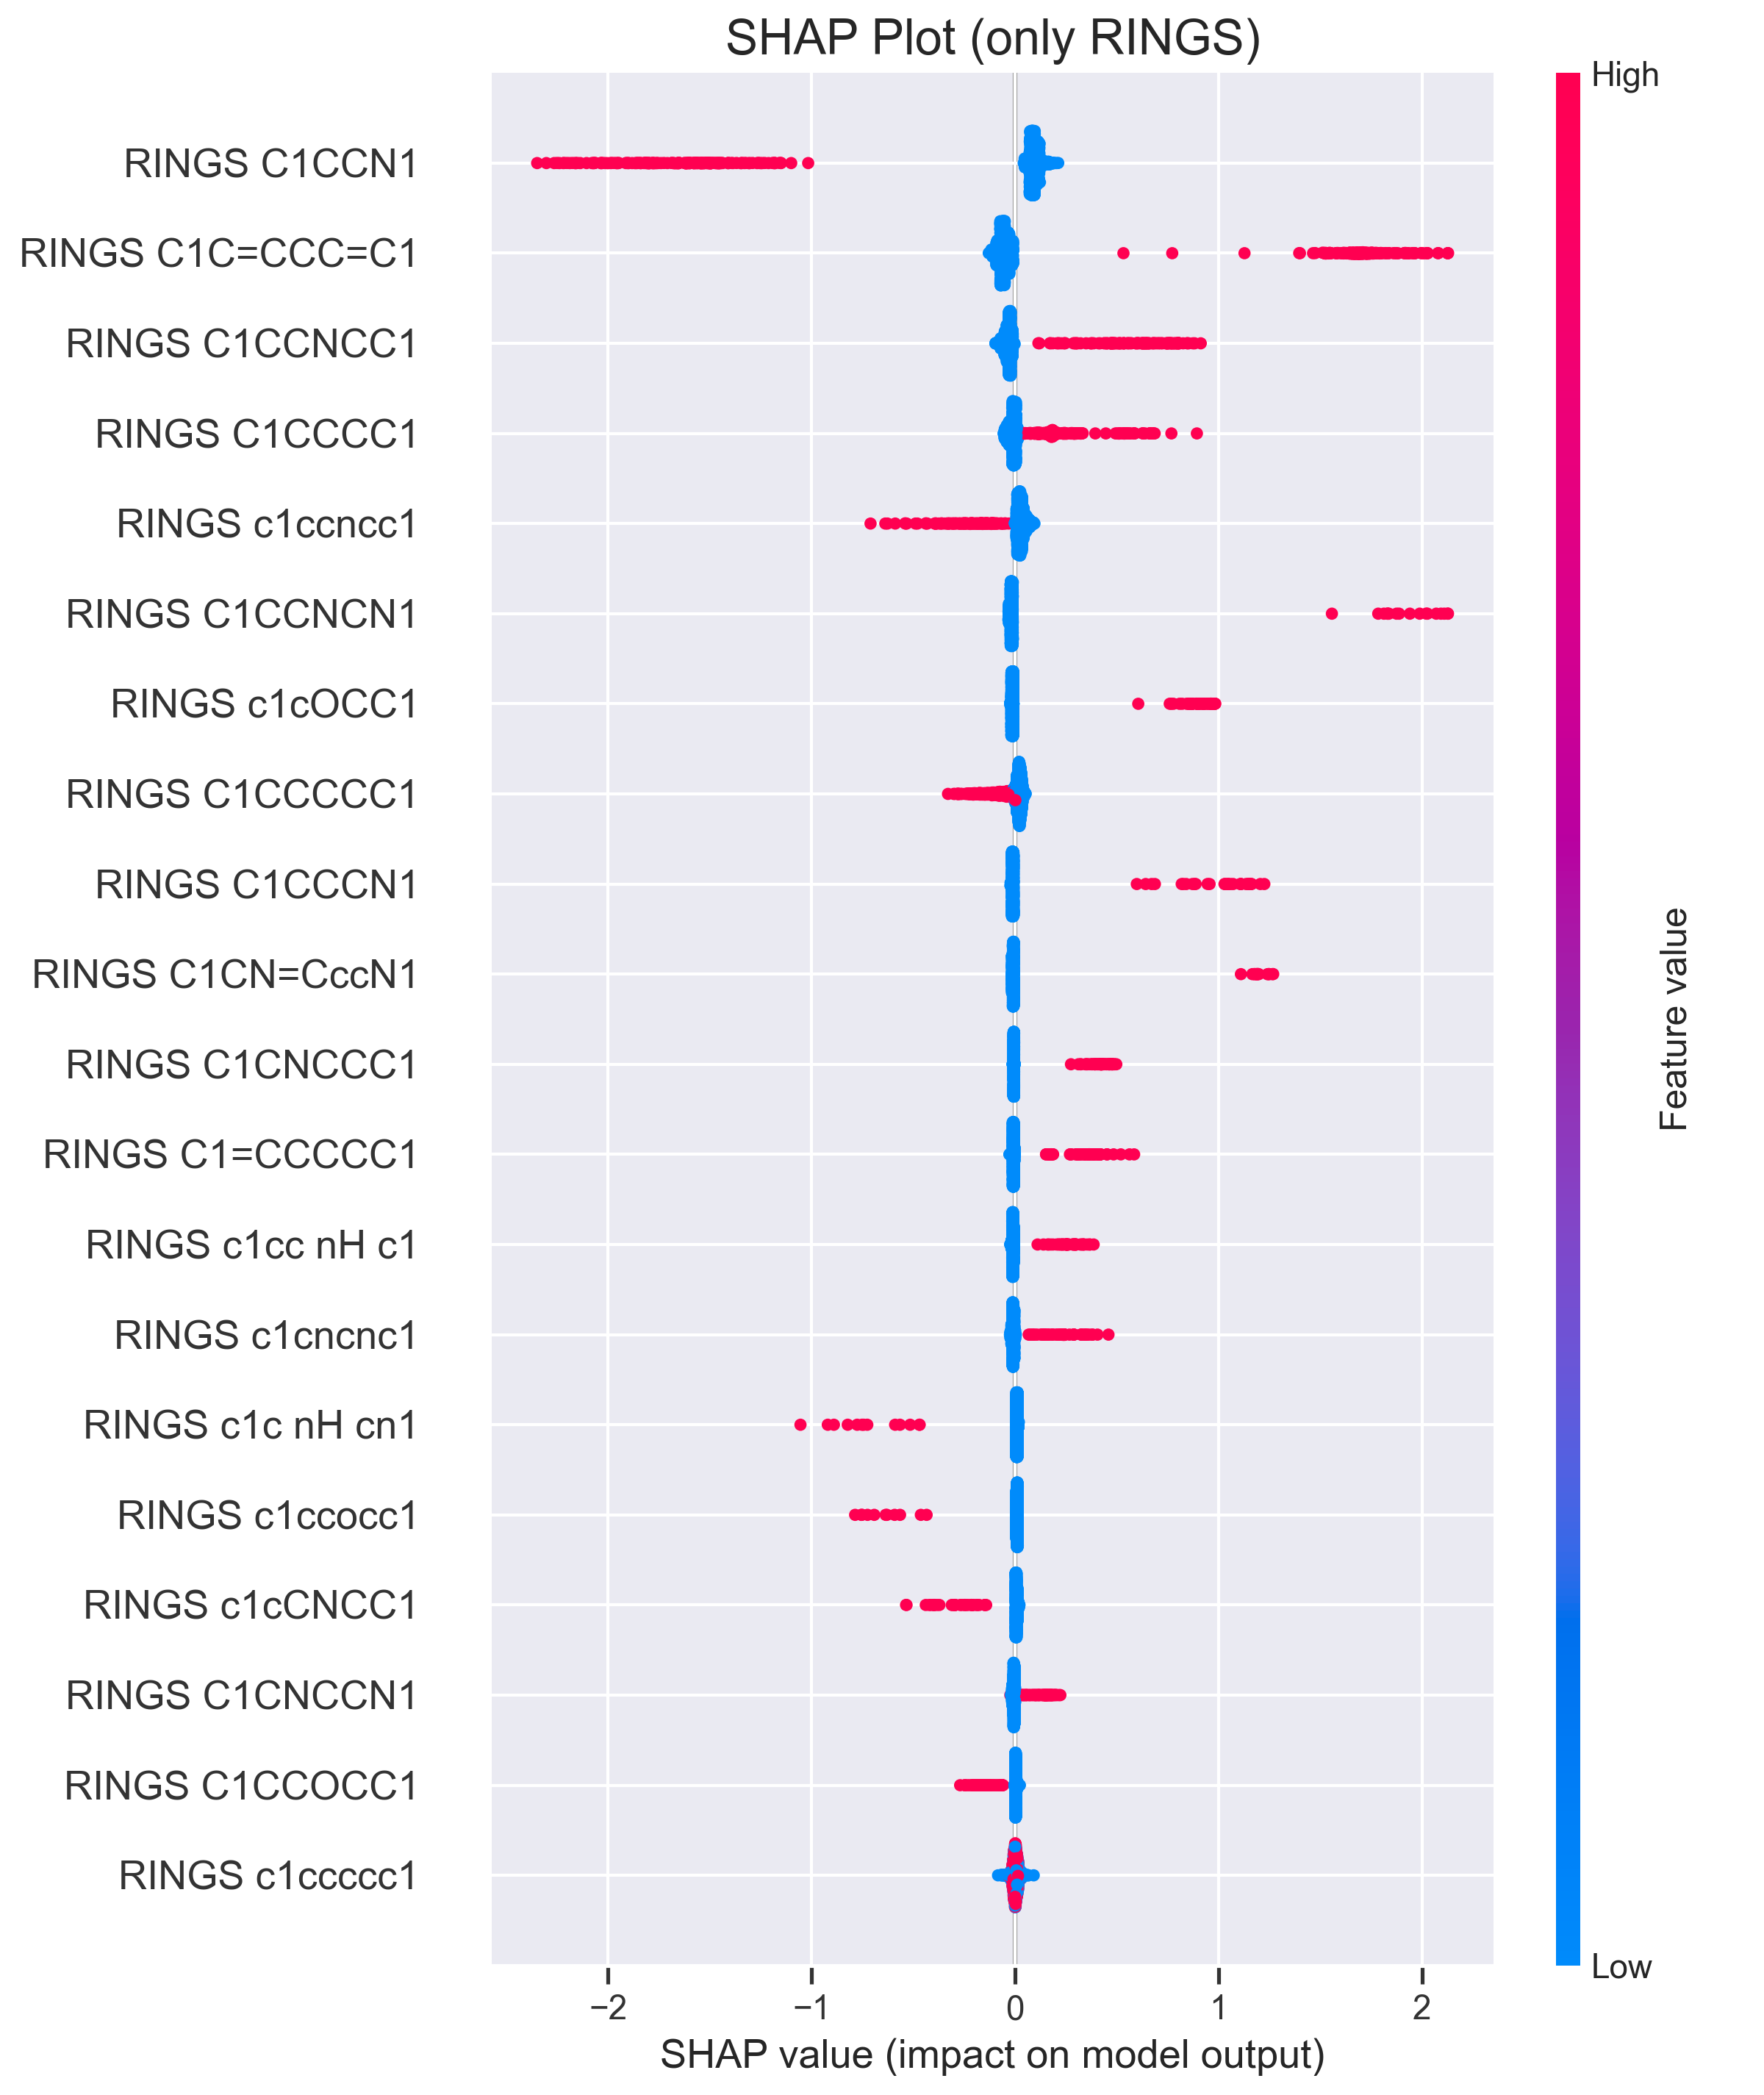 SHAP Plot (only RINGS)
High
RINGS C1CCN1
RINGS C1C=CCC=C1
RINGS C1CCNCC1
RINGS C1CCCC1
RINGS c1ccncc1
RINGS C1CCNCN1
RINGS c1cOCC1
RINGS C1CCCCC1
RINGS C1CCCN1
RINGS C1CN=CccN1
RINGS C1CNCCC1
RINGS C1=CCCCC1
RINGS c1cc nH c1
RINGS c1cncnc1
RINGS c1c nH cn1
RINGS c1ccocc1
RINGS c1cCNCC1
RINGS C1CNCCN1
RINGS C1CCOCC1
RINGS c1ccccc1
Feature value
Low
−2 −1 0 1 2
SHAP value (impact on model output)